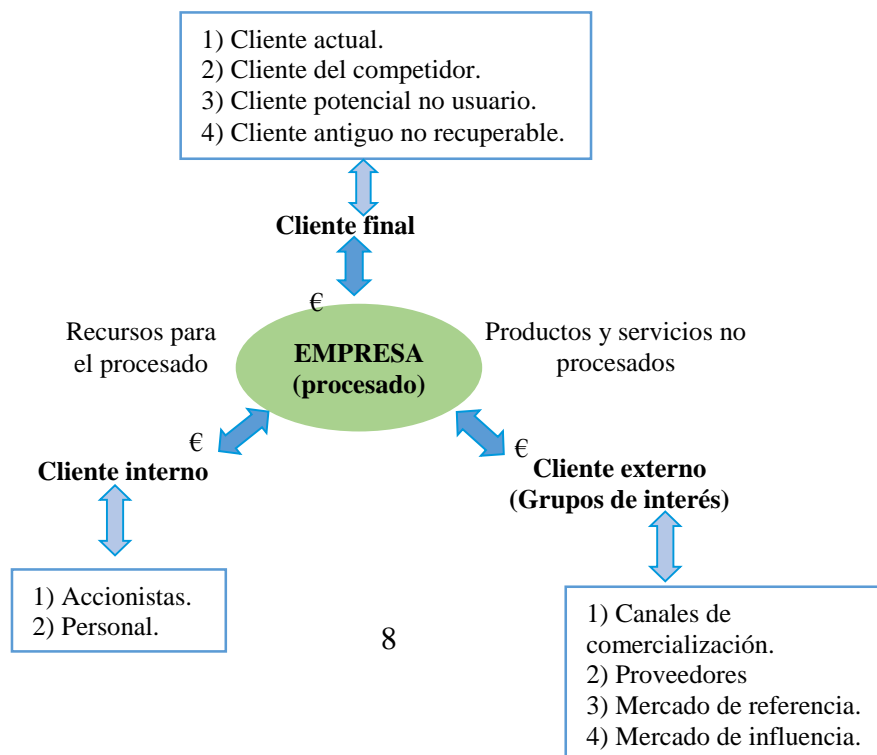 1) Cliente actual.
2) Cliente del competidor.
3) Cliente potencial no usuario.
4) Cliente antiguo no recuperable.
Cliente final
€
Recursos para
el procesado
EMPRESA
(procesado)
Productos y servicios no
procesados
€
Cliente interno
€
Cliente externo
(Grupos de interés)
1) Accionistas.
2) Personal.
8
1) Canales de
comercialización.
2) Proveedores
3) Mercado de referencia.
4) Mercado de influencia.